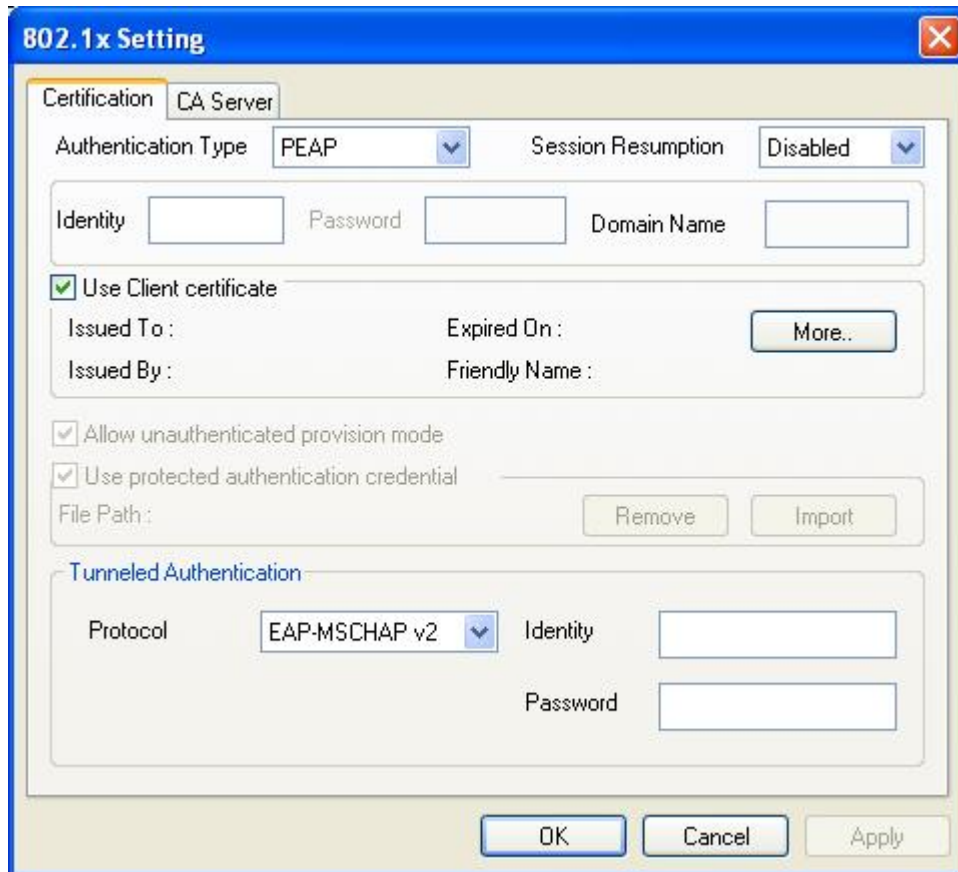 802.1x Setting
Certification CA Server
Authentication Type PEAP Session Resumption Disabled
Identity Password Domain Name
Use Client certificate
Issued To : Expired On : More..
Issued By : Friendly Name :
Allow unauthenticated provision mode
Use protected authentication credential
File Path : Remove Import
Tunneled Authentication
Protocol EAP-MSCHAP v2 Identity
Password
OK Cancel Apply